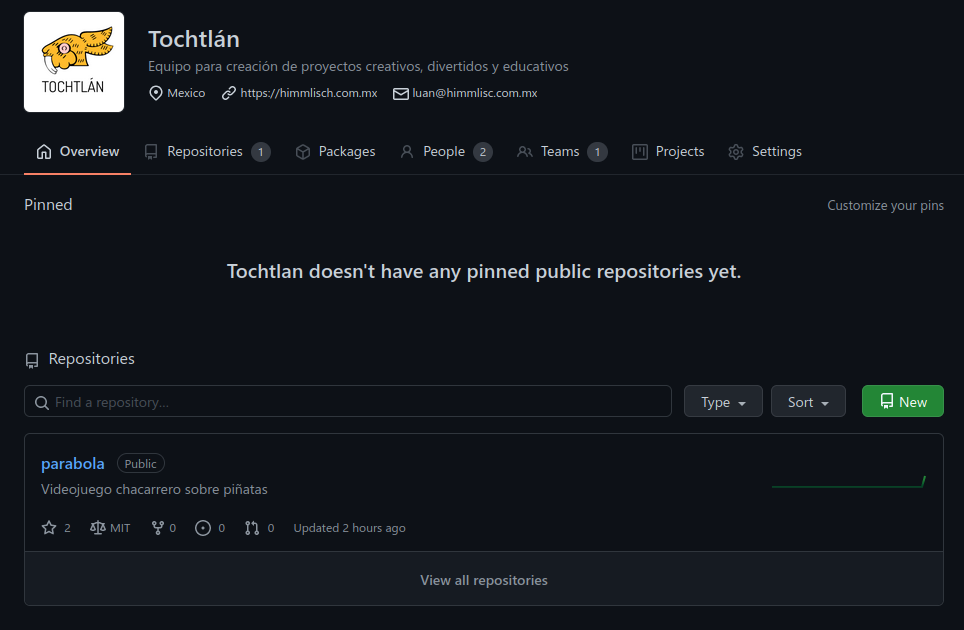 TOCHTLÁN
Tochtlán
Equipo para creación de proyectos creativos, divertidos y educativos
Mexico https://himmlisch.com.mx luan@himmlisc.com.mx
Overview Repositories 1 Packages People 2 Teams 1 Projects Settings
Pinned Customize your pins
Tochtlan doesn't have any pinned public repositories yet.
Repositories
Find a repository... Type Sort New
parabola Public
Videojuego chacarrero sobre piñatas
2 MIT 0 0 0 Updated 2 hours ago
View all repositories